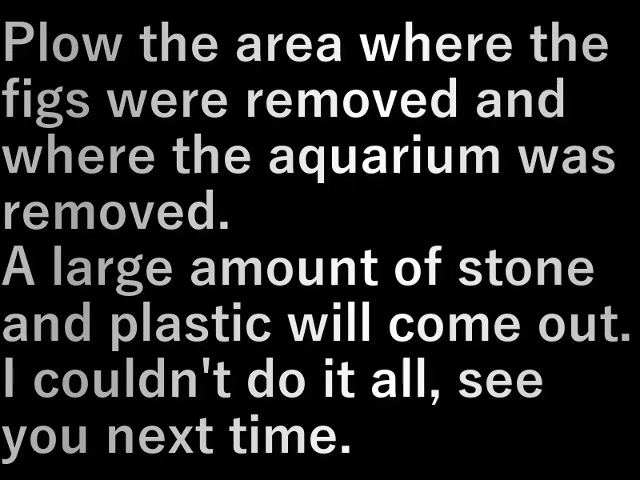 Plow the area where the
figs were removed and
where the aquarium was
removed.
A large amount of stone
and plastic will come out.
I couldn't do it all, see
you next time.